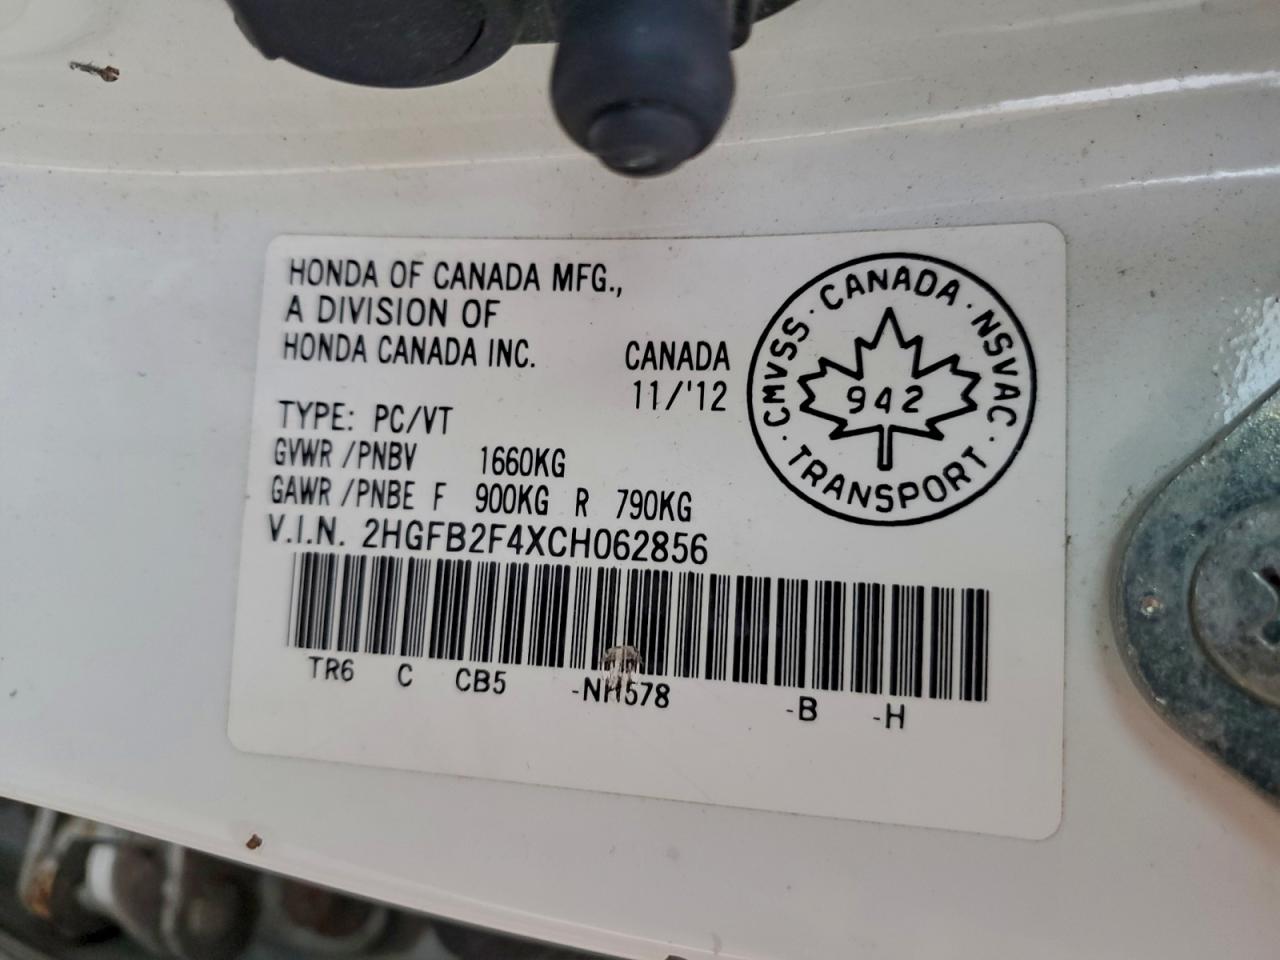 HONDA OF CANADA MFG.,
A DIVISION OF
HONDA CANADA INC.
CANADA
11/'12
TYPE: PC/VT
GVWR /PNBV 1660KG
GAWR /PNBE F 900KG R 790KG
V.I.N. 2HGFB2F4XCH062856
TR6 C CB5 -NH578 -B -H
· CMVSS · CANADA · NSVAC ·
TRANSPORT
942